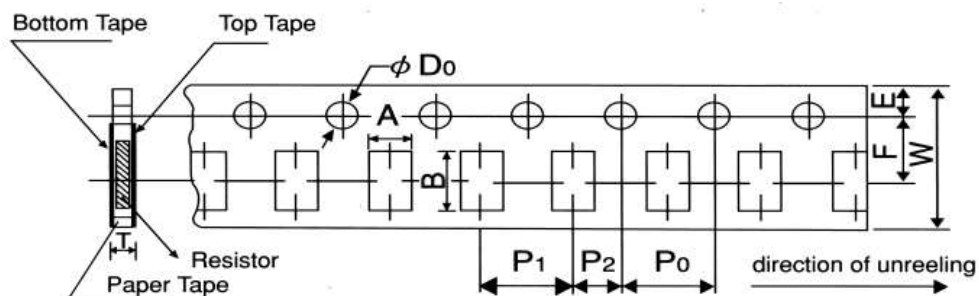 Bottom Tape
Top Tape
ϕ D₀
A
E
F
W
B
T
Resistor
Paper Tape
P₁
P₂
P₀
direction of unreeling